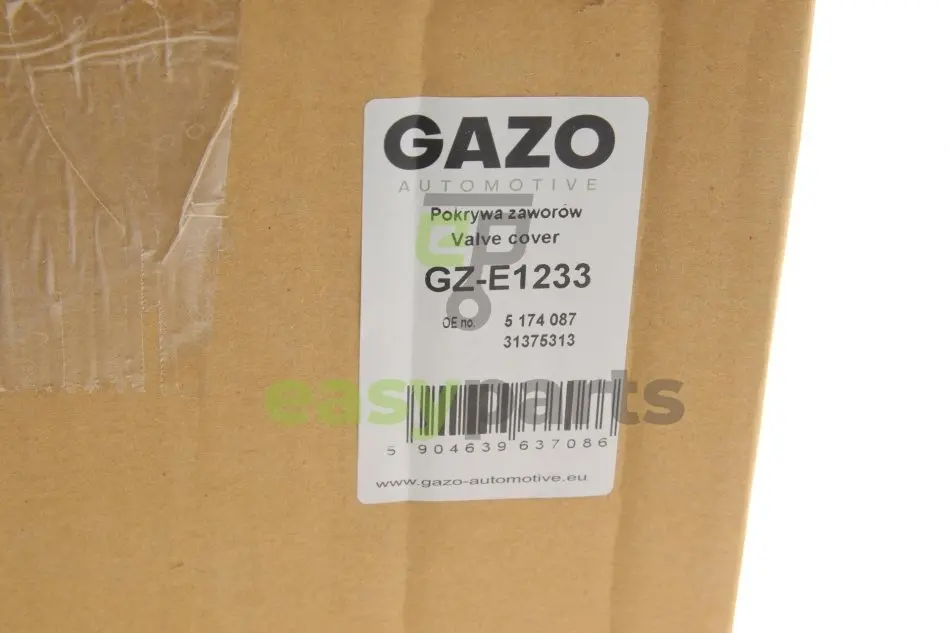 GAZO
AUTOMOTIVE
Pokrywa zaworów
Valve cover
ep
GZ-E1233
OE no. 5 174 087
31375313
easyparts
5 904639 637086
www.gazo-automotive.eu